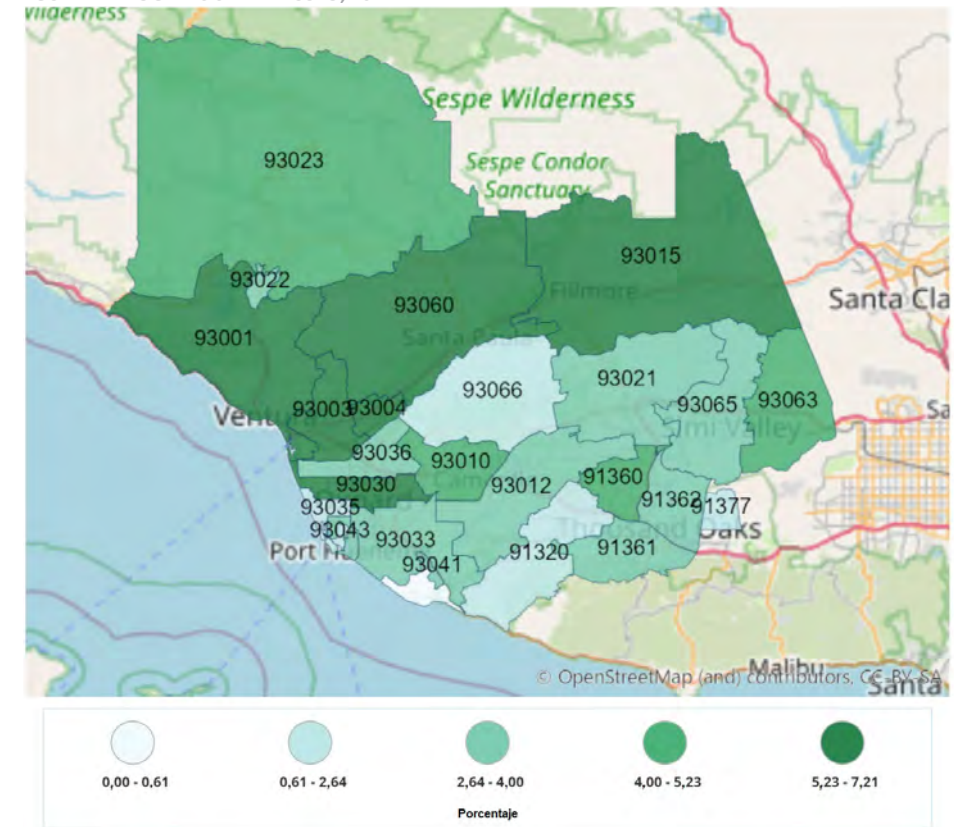 Wilderness
Sespe Wilderness
93023
Sespe Condor
Sanctuary
93015
93022
Fillmore
93060
Santa Cla
93001
Santa Paula
93021
93066
93065
93063
93003
93004
Ventura
Simi Valley
93036
93010
93030
93012
91360
93035
91362
91377
93043
93033
Thousand Oaks
Port Hu
91320
91361
93041
Malibu
© OpenStreetMap (and) contributors, CC-BY-SA
Santa
0,00 - 0,61
0,61 - 2,64
2,64 - 4,00
4,00 - 5,23
5,23 - 7,21
Porcentaje